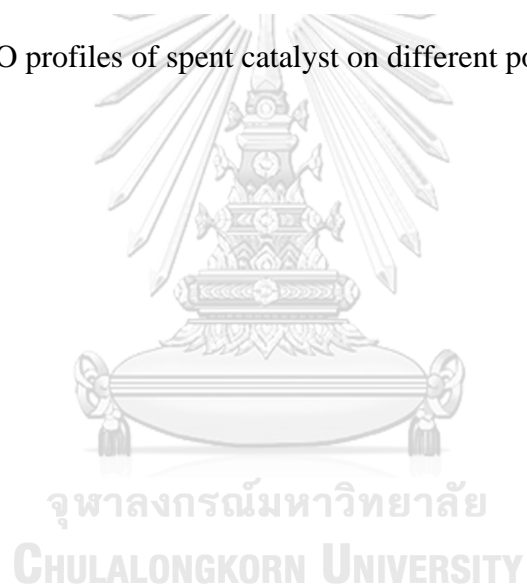 O profiles of spent catalyst on different po
จุฬาลงกรณ์มหาวิทยาลัย
CHULALONGKORN UNIVERSITY